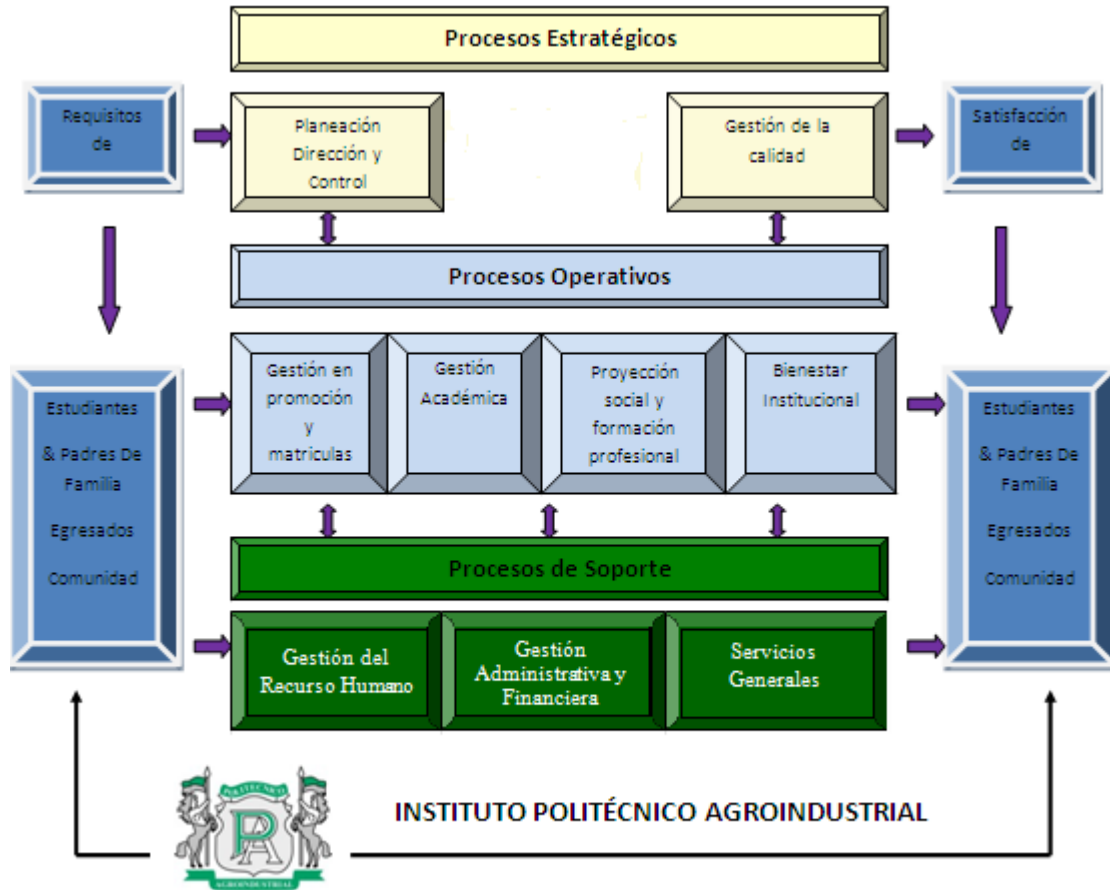 Procesos Estratégicos
Requisitos
de
Planeación
Dirección y
Control
Gestión de la
calidad
Satisfacción
de
Procesos Operativos
Estudiantes
& Padres De
Familia
Egresados
Comunidad
Gestión en
promoción
y
matriculas
Gestión
Académica
Proyección
social y
formación
profesional
Bienestar
Institucional
Estudiantes
& Padres De
Familia
Egresados
Comunidad
Procesos de Soporte
Gestión del
Recurso Humano
Gestión
Administrativa y
Financiera
Servicios
Generales
POLITECNICO
PA
AGROINDUSTRIAL
INSTITUTO POLITÉCNICO AGROINDUSTRIAL